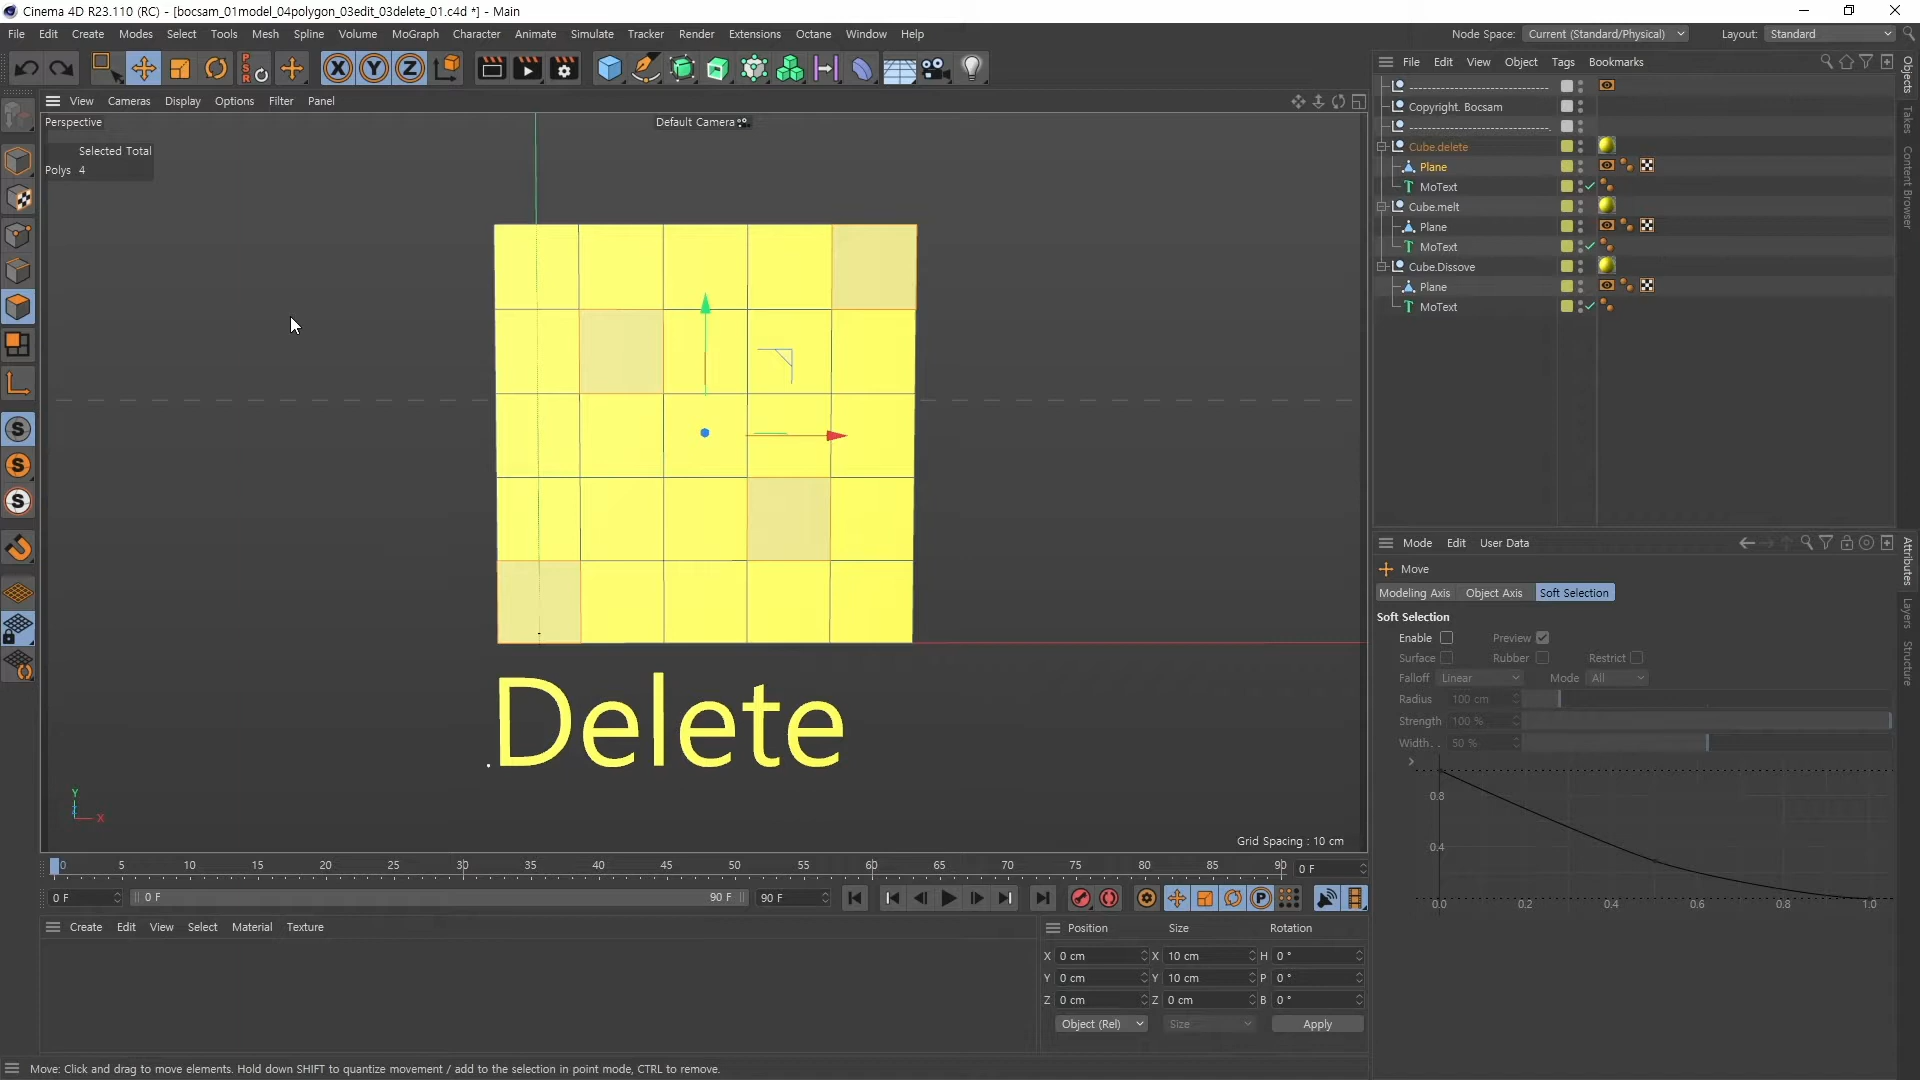 Cinema 4D R23.110 (RC) - [bocsam_01model_04polygon_03edit_03delete_01.c4d *] - Main
File Edit Create Modes Select Tools Mesh Spline Volume MoGraph Character Animate Simulate Tracker Render Extensions Octane Window Help
Node Space: Current (Standard/Physical) Layout: Standard
PSR X Y Z
File Edit View Object Tags Bookmarks
View Cameras Display Options Filter Panel
Perspective
Default Camera
Selected Total
Polys 4
Delete
Grid Spacing : 10 cm
Y
Z
X
S
S
S
------------------------------
Copyright. Bocsam
------------------------------.
Cube.delete
Plane
MoText
Cube.melt
Plane
MoText
Cube.Dissove
Plane
MoText
Objects
Takes
Content Browser
Mode Edit User Data
Move
Modeling Axis Object Axis Soft Selection
Soft Selection
Enable Preview
Surface Rubber Restrict
Falloff Linear Mode All
Radius 100 cm
Strength 100 %
Width. . 50 %
0.8
0.4
0.0 0.2 0.4 0.6 0.8 1.0
Attributes
Layers
Structure
0 5 10 15 20 25 30 35 40 45 50 55 60 65 70 75 80 85 90 0 F
0 F 0 F 90 F 90 F
P
Create Edit View Select Material Texture
Position Size Rotation
X 0 cm X 10 cm H 0 °
Y 0 cm Y 10 cm P 0 °
Z 0 cm Z 0 cm B 0 °
Object (Rel) Size Apply
Move: Click and drag to move elements. Hold down SHIFT to quantize movement / add to the selection in point mode, CTRL to remove.